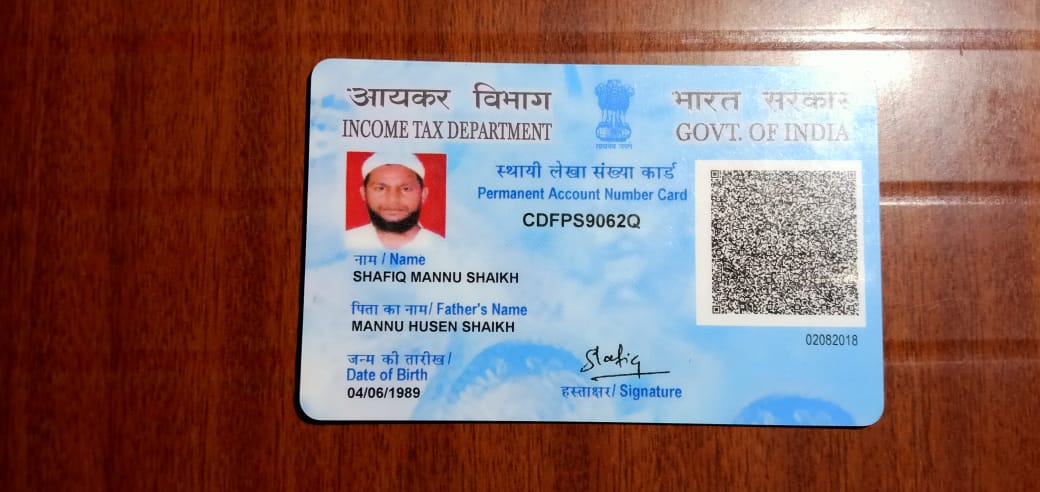 आयकर विभाग
INCOME TAX DEPARTMENT
भारत सरकार
GOVT. OF INDIA
सत्यमेव जयते
स्थायी लेखा संख्या कार्ड
Permanent Account Number Card
CDFPS9062Q
नाम / Name
SHAFIQ MANNU SHAIKH
पिता का नाम/ Father's Name
MANNU HUSEN SHAIKH
जन्म की तारीख/
Date of Birth
04/06/1989
Shafiq
हस्ताक्षर/ Signature
02082018